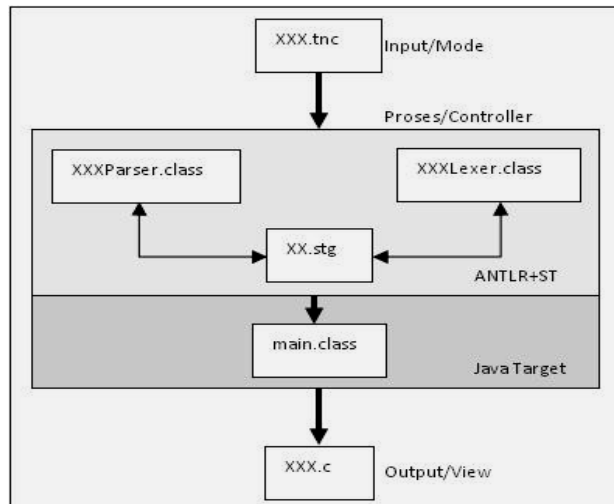 XXX.tnc
Input/Mode
Proses/Controller
XXXParser.class
XXXLexer.class
XX.stg
ANTLR+ST
main.class
Java Target
XXX.c
Output/View